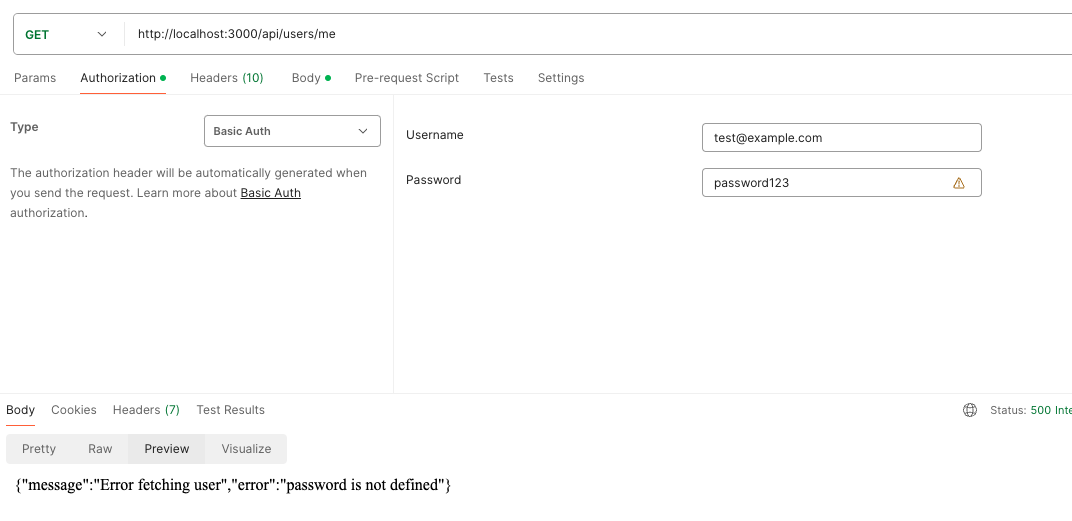 GET http://localhost:3000/api/users/me
Params Authorization Headers (10) Body Pre-request Script Tests Settings
Type Basic Auth
The authorization header will be automatically generated when
you send the request. Learn more about Basic Auth
authorization.
Username test@example.com
Password password123
Body Cookies Headers (7) Test Results Status: 500 Inte
Pretty Raw Preview Visualize
{"message":"Error fetching user","error":"password is not defined"}